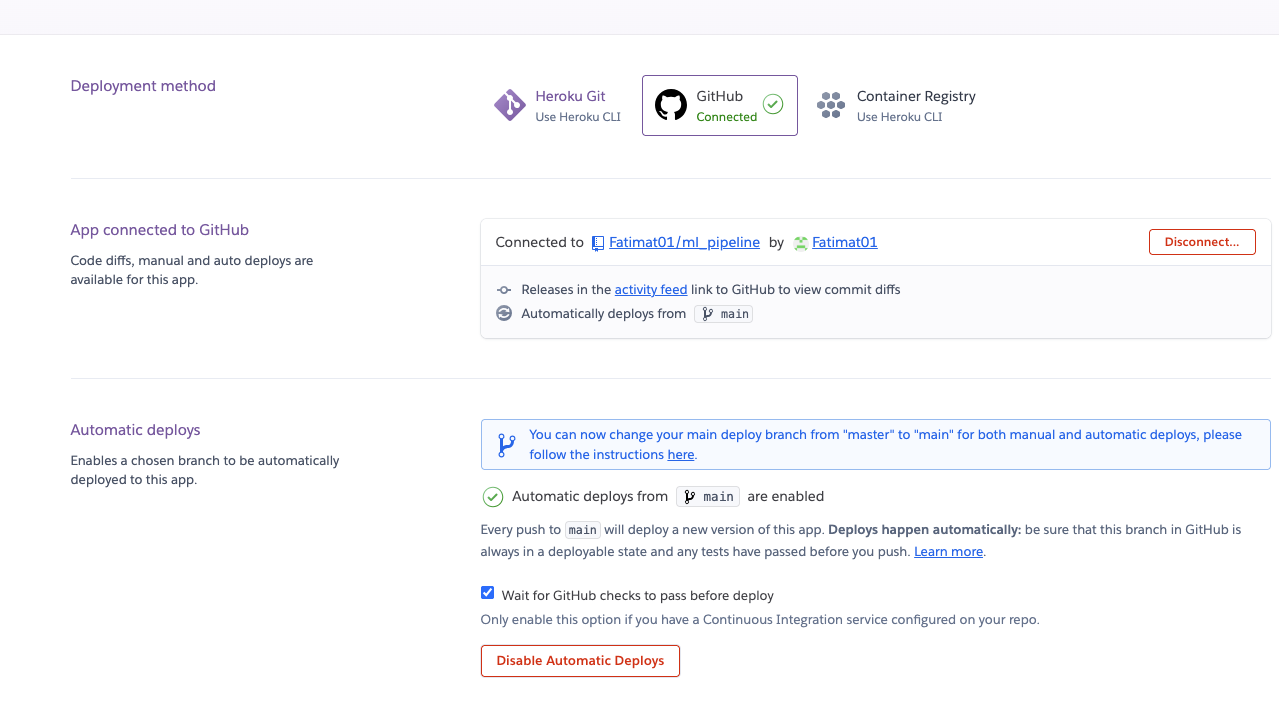 Deployment method
Heroku Git
Use Heroku CLI
GitHub
Connected
Container Registry
Use Heroku CLI
App connected to GitHub
Code diffs, manual and auto deploys are
available for this app.
Connected to Fatimat01/ml_pipeline by Fatimat01
Disconnect...
Releases in the activity feed link to GitHub to view commit diffs
Automatically deploys from main
Automatic deploys
Enables a chosen branch to be automatically
deployed to this app.
You can now change your main deploy branch from "master" to "main" for both manual and automatic deploys, please
follow the instructions here.
Automatic deploys from main are enabled
Every push to main will deploy a new version of this app. Deploys happen automatically: be sure that this branch in GitHub is
always in a deployable state and any tests have passed before you push. Learn more.
Wait for GitHub checks to pass before deploy
Only enable this option if you have a Continuous Integration service configured on your repo.
Disable Automatic Deploys